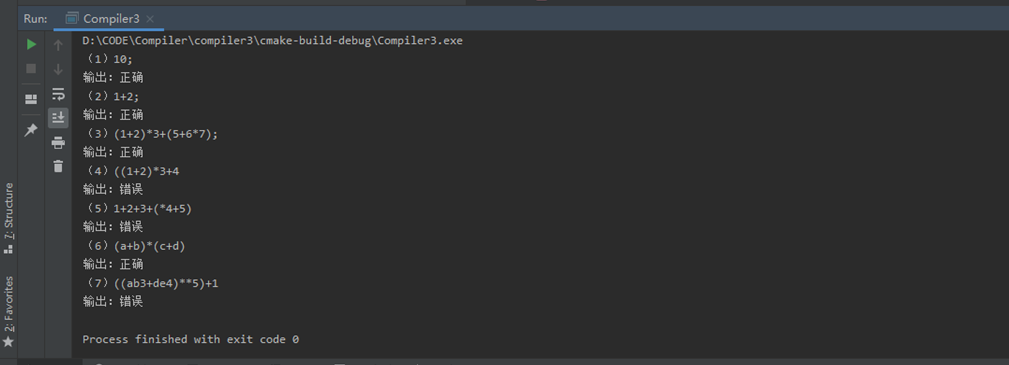 Run: Compiler3
D:\CODE\Compiler\compiler3\cmake-build-debug\Compiler3.exe
（1）10;
输出：正确
（2）1+2;
输出：正确
（3）(1+2)*3+(5+6*7);
输出：正确
（4）((1+2)*3+4
输出：错误
（5）1+2+3+(*4+5)
输出：错误
（6）(a+b)*(c+d)
输出：正确
（7）((ab3+de4)**5)+1
输出：错误
Process finished with exit code 0
7: Structure
2: Favorites